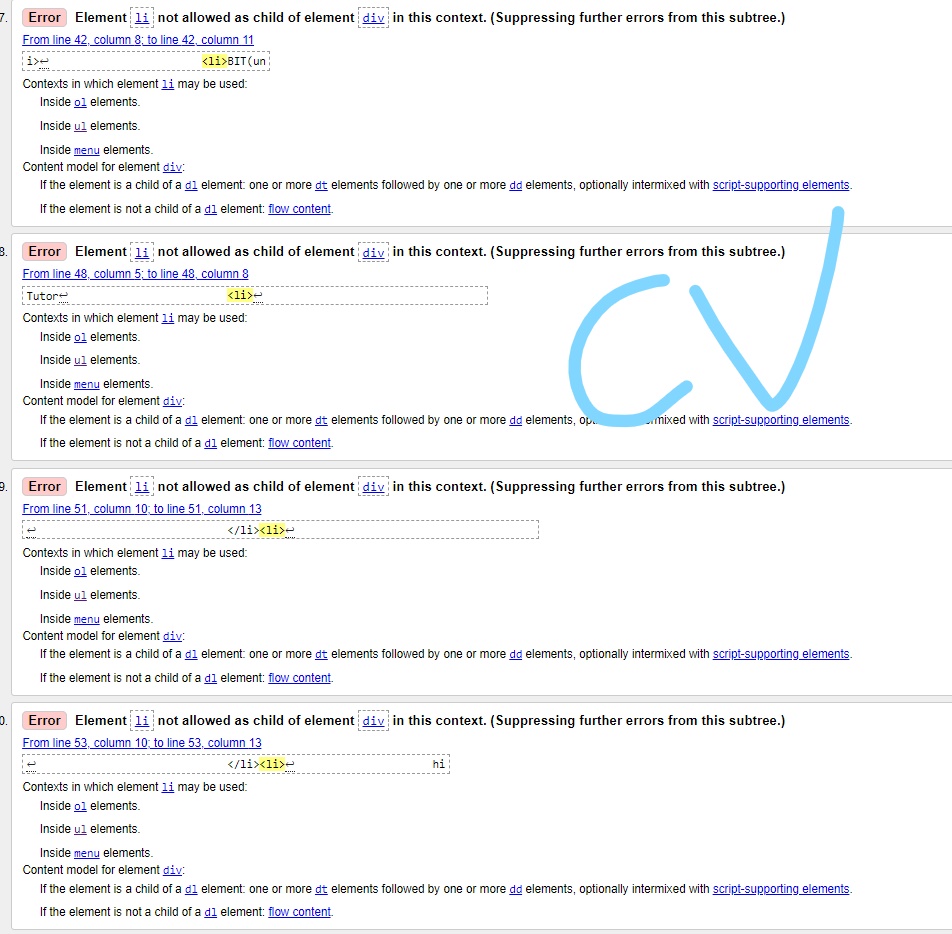 7. Error Element li not allowed as child of element div in this context. (Suppressing further errors from this subtree.)
From line 42, column 8; to line 42, column 11
i>↩ <li>BIT(un
Contexts in which element li may be used:
Inside ol elements.
Inside ul elements.
Inside menu elements.
Content model for element div:
If the element is a child of a dl element: one or more dt elements followed by one or more dd elements, optionally intermixed with script-supporting elements.
If the element is not a child of a dl element: flow content.
8. Error Element li not allowed as child of element div in this context. (Suppressing further errors from this subtree.)
From line 48, column 5; to line 48, column 8
Tutor↩ <li>↩
Contexts in which element li may be used:
Inside ol elements.
Inside ul elements.
Inside menu elements.
CV
Content model for element div:
If the element is a child of a dl element: one or more dt elements followed by one or more dd elements, op mixed with script-supporting elements.
If the element is not a child of a dl element: flow content.
9. Error Element li not allowed as child of element div in this context. (Suppressing further errors from this subtree.)
From line 51, column 10; to line 51, column 13
↩ </li><li>↩
Contexts in which element li may be used:
Inside ol elements.
Inside ul elements.
Inside menu elements.
Content model for element div:
If the element is a child of a dl element: one or more dt elements followed by one or more dd elements, optionally intermixed with script-supporting elements.
If the element is not a child of a dl element: flow content.
0. Error Element li not allowed as child of element div in this context. (Suppressing further errors from this subtree.)
From line 53, column 10; to line 53, column 13
↩ </li><li>↩ hi
Contexts in which element li may be used:
Inside ol elements.
Inside ul elements.
Inside menu elements.
Content model for element div:
If the element is a child of a dl element: one or more dt elements followed by one or more dd elements, optionally intermixed with script-supporting elements.
If the element is not a child of a dl element: flow content.